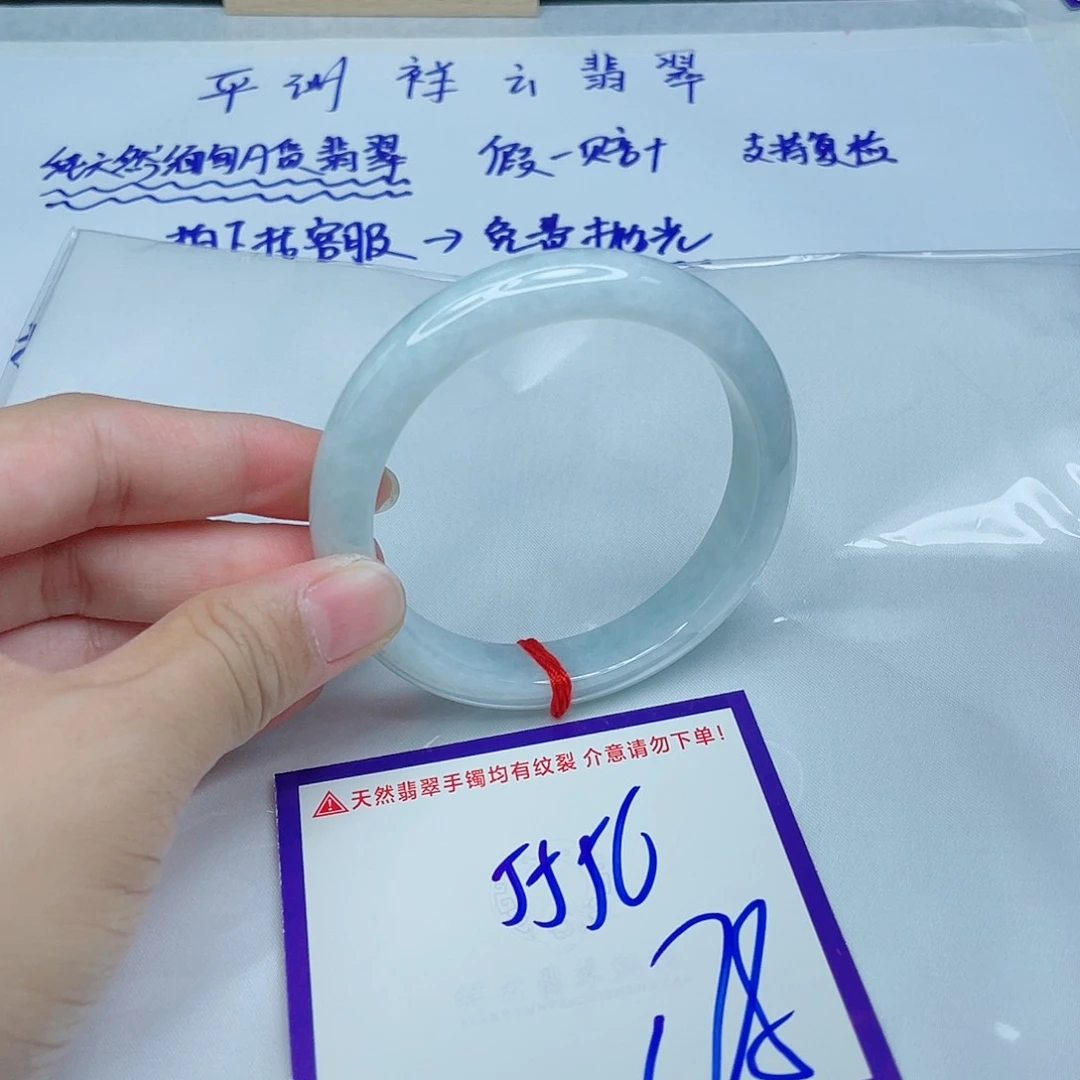 平洲 祥云翡翠
纯天然缅甸A货翡翠 假一赔十 支持复检
拍下找客服 → 免费抛光
天然翡翠手镯均有纹裂 介意请勿下单!